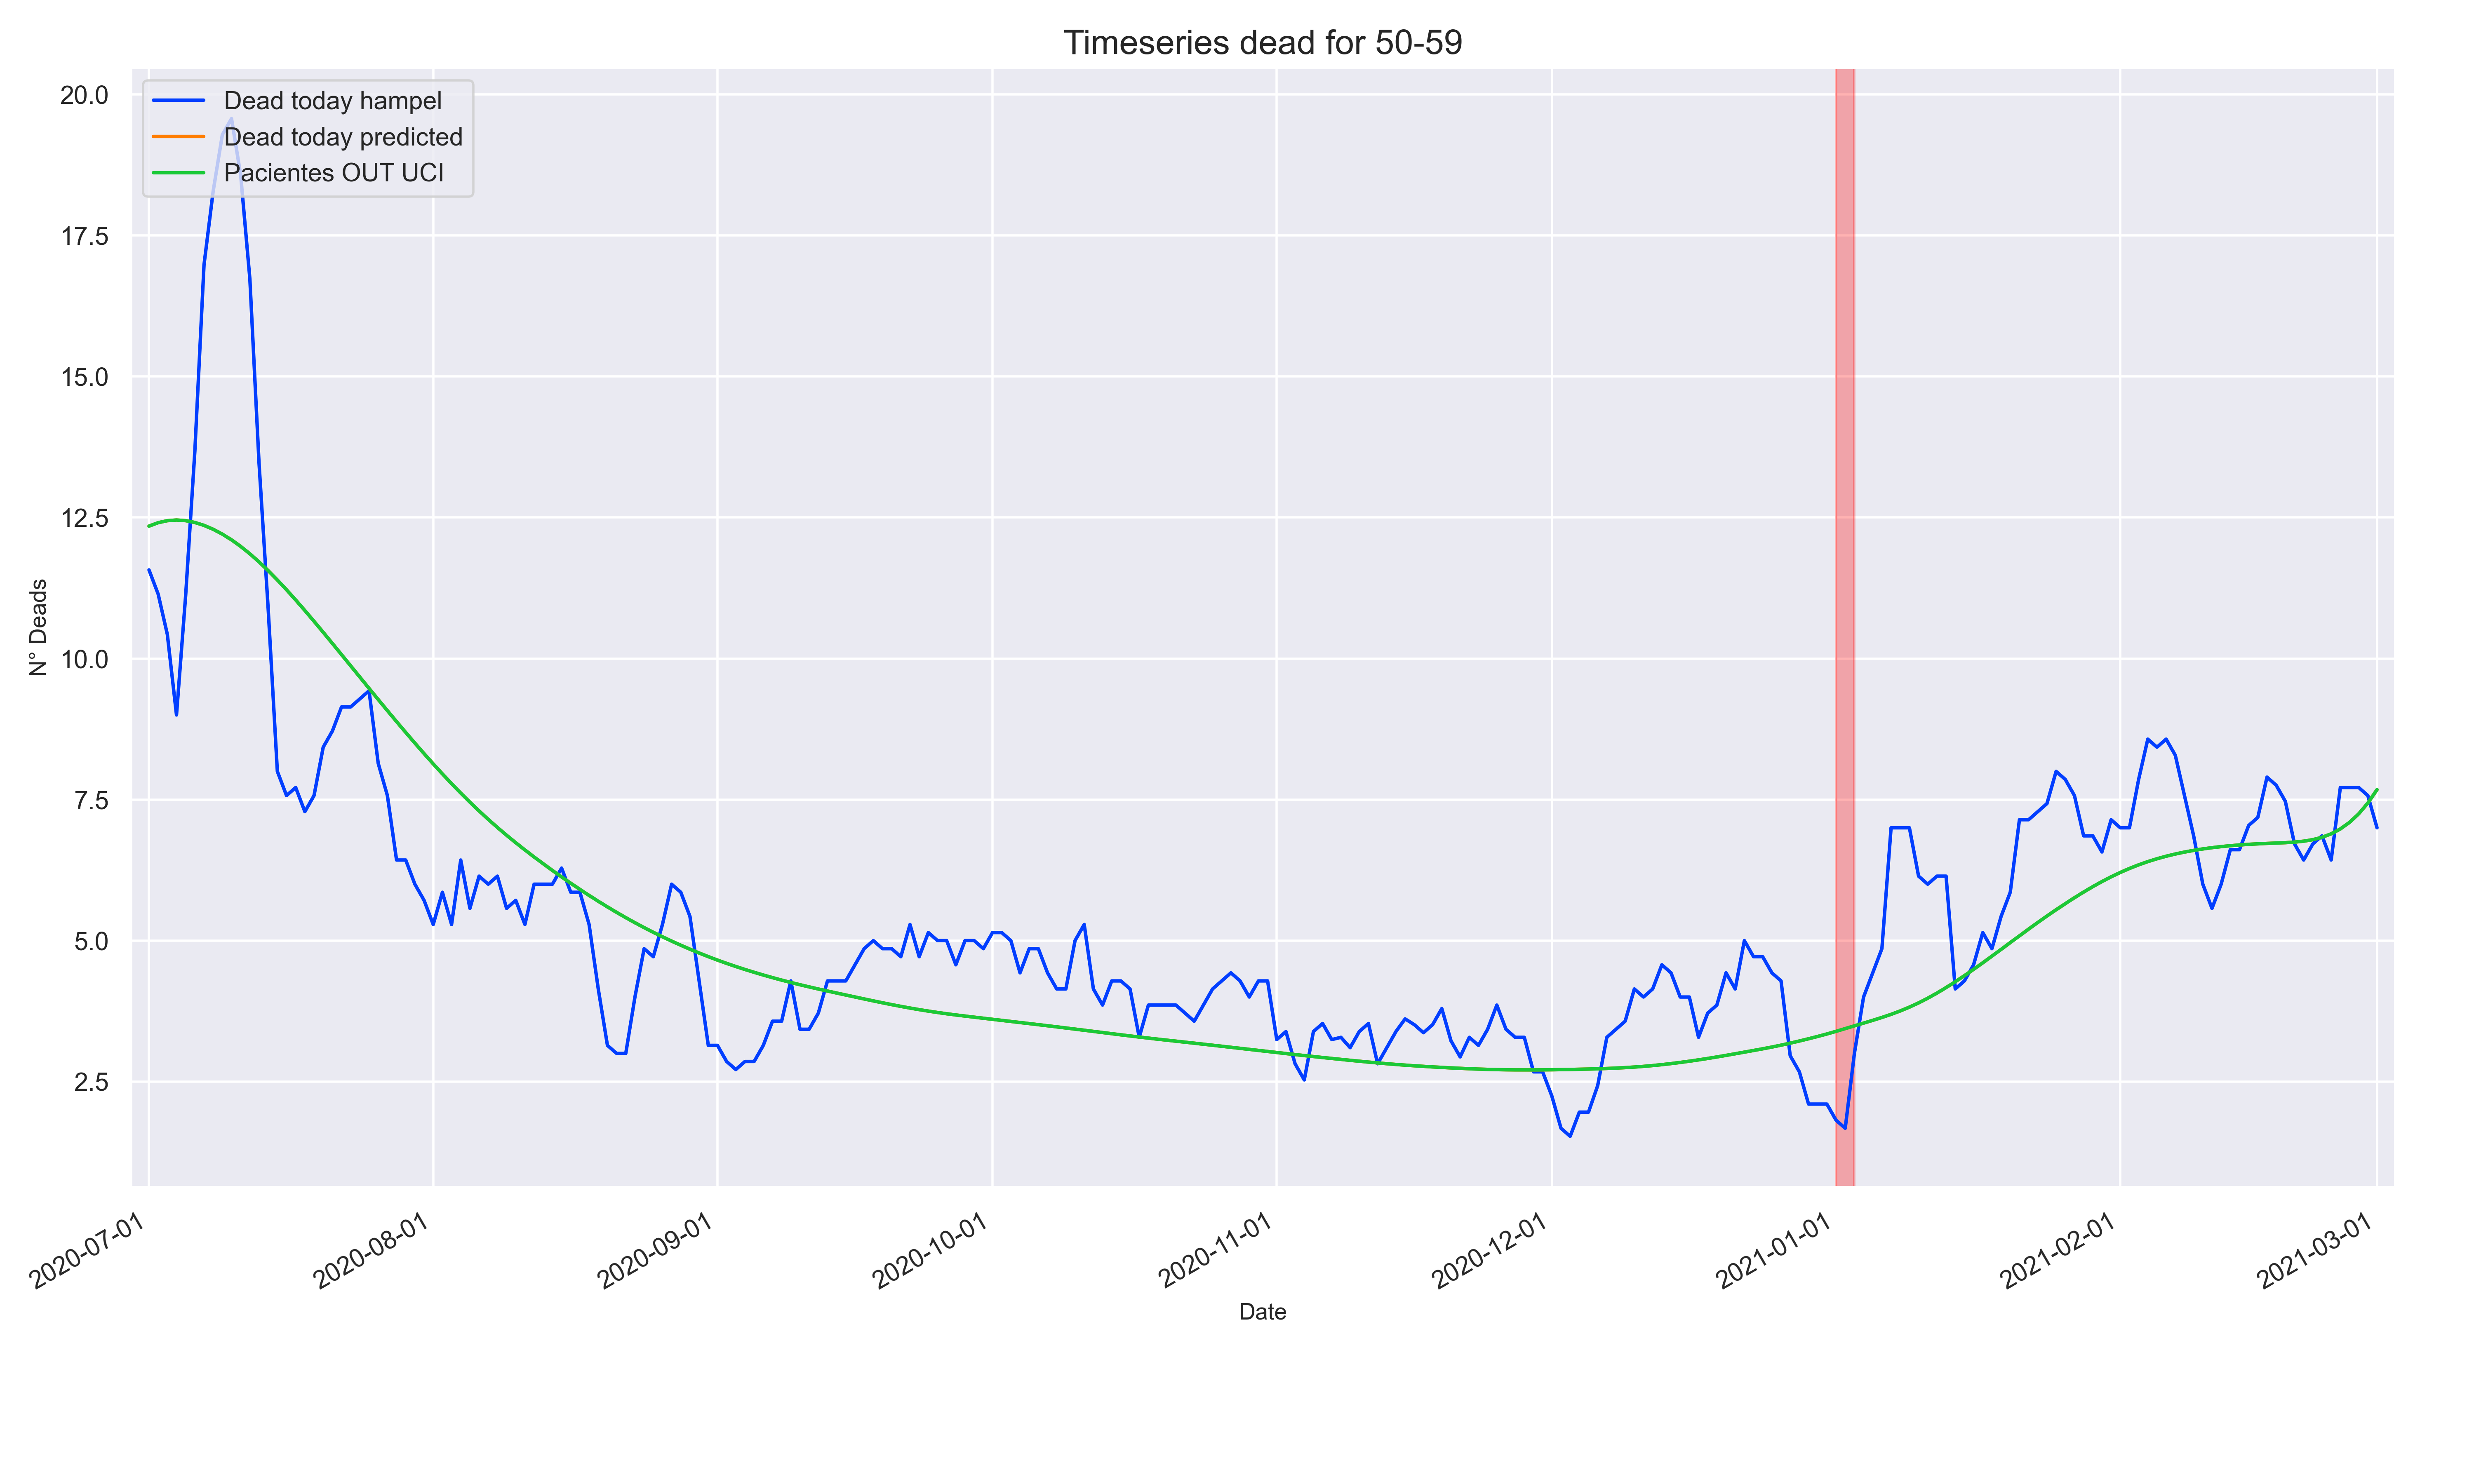 Timeseries dead for 50-59
Dead today hampel
Dead today predicted
Pacientes OUT UCI
20.0
17.5
15.0
12.5
10.0
7.5
5.0
2.5
N° Deads
2020-07-01
2020-08-01
2020-09-01
2020-10-01
2020-11-01
2020-12-01
2021-01-01
2021-02-01
2021-03-01
Date